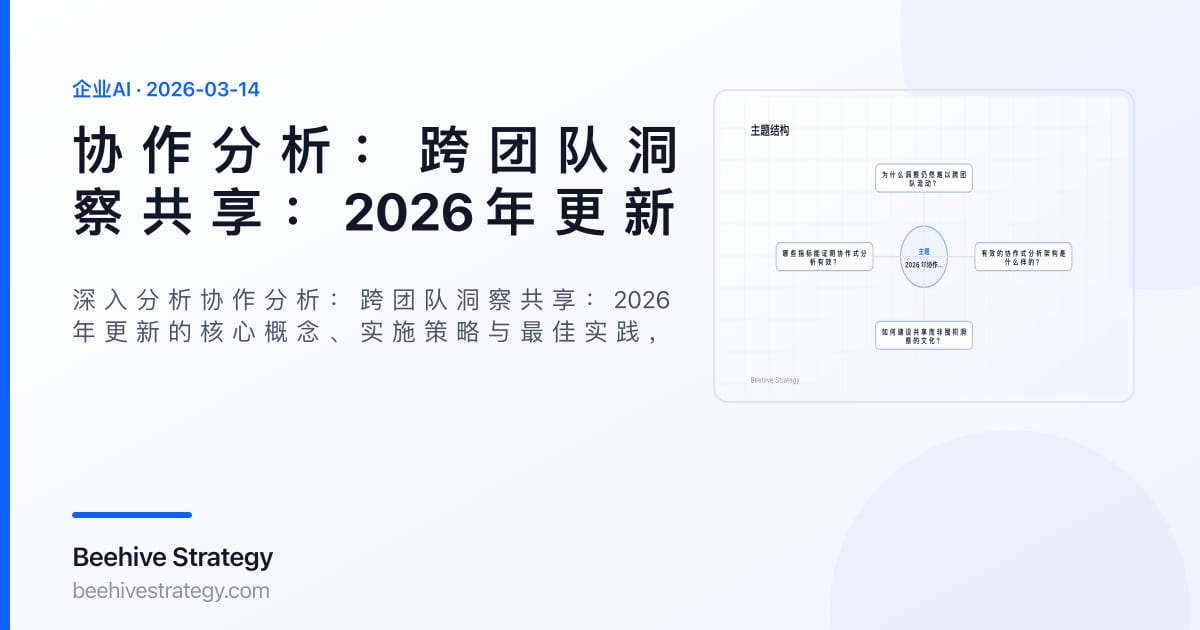 企业AI · 2026-03-14
协作分析：跨团队洞
察共享：2026年更新
深入分析协作分析：跨团队洞察共享：2026
年更新的核心概念、实施策略与最佳实践，
Beehive Strategy
beehivestrategy.com
主题结构
为什么洞察仍然难以跨团
队流动？
哪些指标能证明协作式分
析有效？
主题
2026 年协作…
有效的协作式分析架构是
什么样的？
如何建设共享而非囤积洞
察的文化？
Beehive Strategy